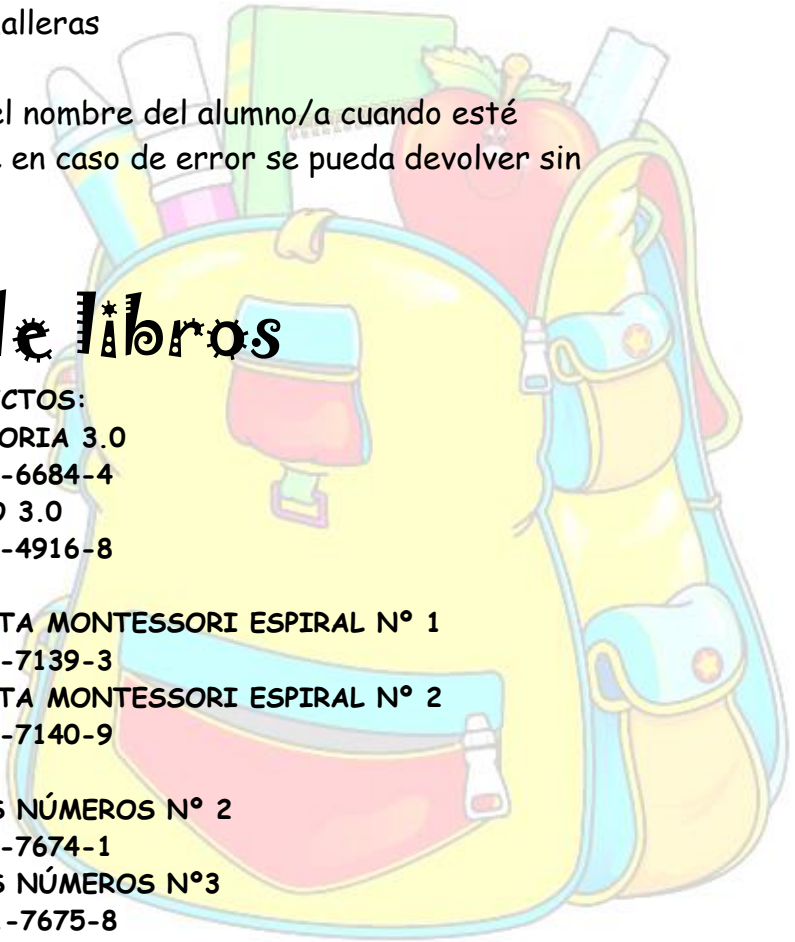 alleras
el nombre del alumno/a cuando esté
en caso de error se pueda devolver sin
le libros
CTOS:
ORIA 3.0
-6684-4
O 3.0
-4916-8
TA MONTESSORI ESPIRAL Nº 1
-7139-3
TA MONTESSORI ESPIRAL Nº 2
-7140-9
S NÚMEROS Nº 2
-7674-1
S NÚMEROS Nº3
.-7675-8